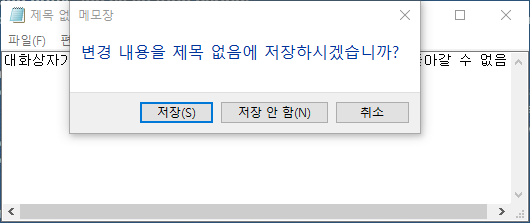 제목 없
메모장
파일(F)
변경 내용을 제목 없음에 저장하시겠습니까?
대화상자가
아갈 수 없음
저장(S)
저장 안 함(N)
취소